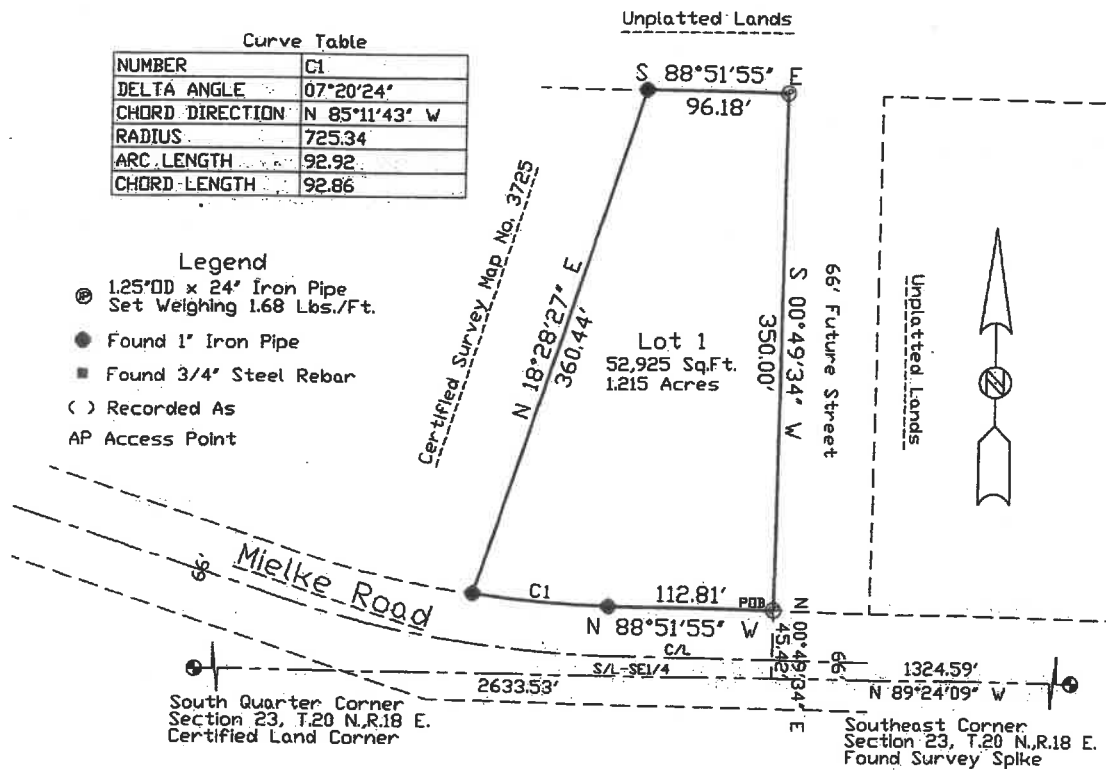 Unplatted Lands
Curve Table
NUMBER C1
DELTA ANGLE 07°20'24"
CHORD DIRECTION N 85°11'43" W
RADIUS 725.34
ARC LENGTH 92.92
CHORD LENGTH 92.86
S 88°51'55" E
96.18'
Certified Survey Map No. 3725
N 18°28'27" E
360.44'
Lot 1
52,925 Sq.Ft.
1.215 Acres
S 00°49'34" W
350.00'
66' Future Street
Unplatted Lands
N
Legend
1.25"OD x 24" Iron Pipe
Set Weighing 1.68 Lbs./Ft.
Found 1" Iron Pipe
Found 3/4" Steel Rebar
( ) Recorded As
AP Access Point
66'
Mielke Road
C1
112.81'
POB
N 88°51'55" W
N 00°49'34" E
45.42'
66'
C/L
S/L-SE1/4
2633.53'
1324.59'
N 89°24'09" W
South Quarter Corner
Section 23, T.20 N.,R.18 E.
Certified Land Corner
Southeast Corner
Section 23, T.20 N.,R.18 E.
Found Survey Spike